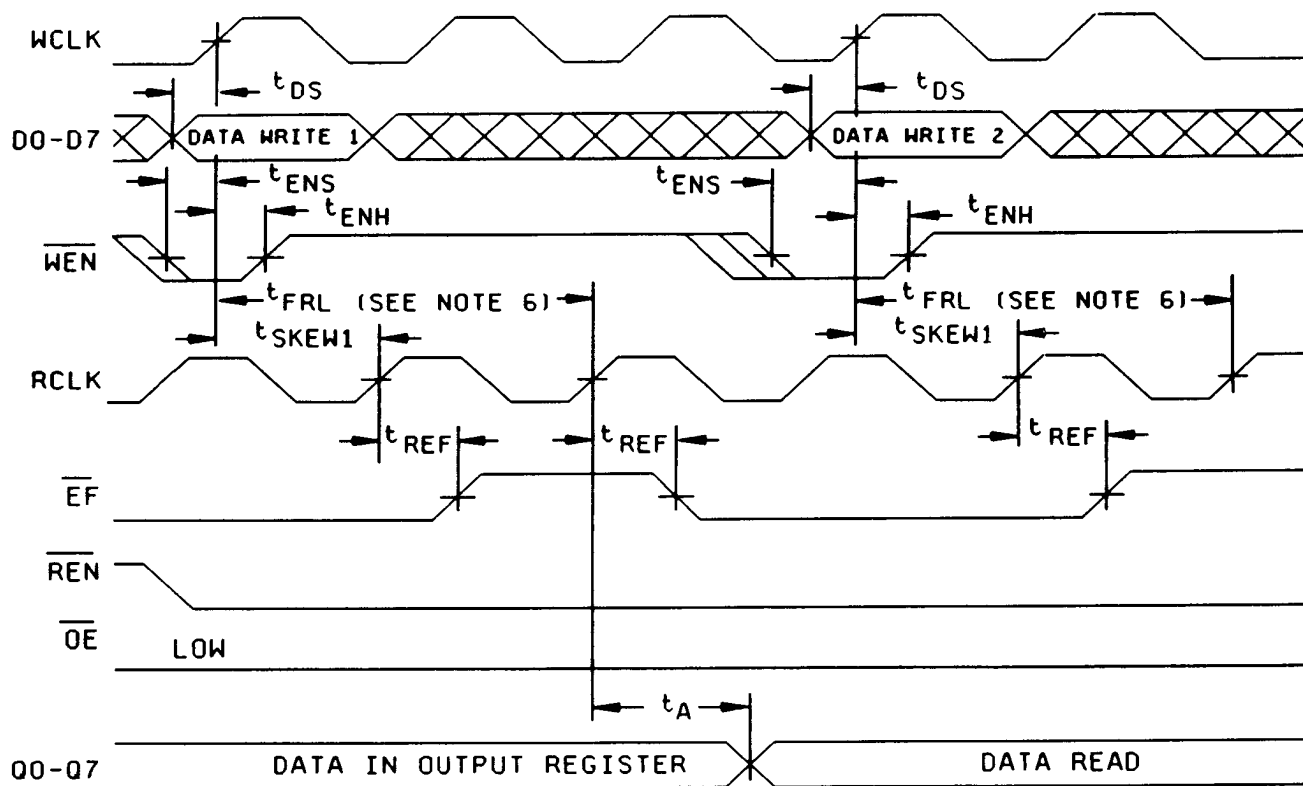 WCLK
tDS
tDS
D0-D7
DATA WRITE 1
DATA WRITE 2
tENS
tENS
tENH
tENH
WEN
tFRL (SEE NOTE 6)
tFRL (SEE NOTE 6)
tSKEW1
tSKEW1
RCLK
tREF
tREF
tREF
EF
REN
OE
LOW
tA
Q0-Q7
DATA IN OUTPUT REGISTER
DATA READ